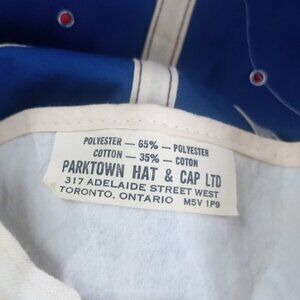 POLYESTER — 65% — POLYESTER
COTTON — 35% — COTON
PARKTOWN HAT & CAP LTD
317 ADELAIDE STREET WEST
TORONTO, ONTARIO M5V 1P9